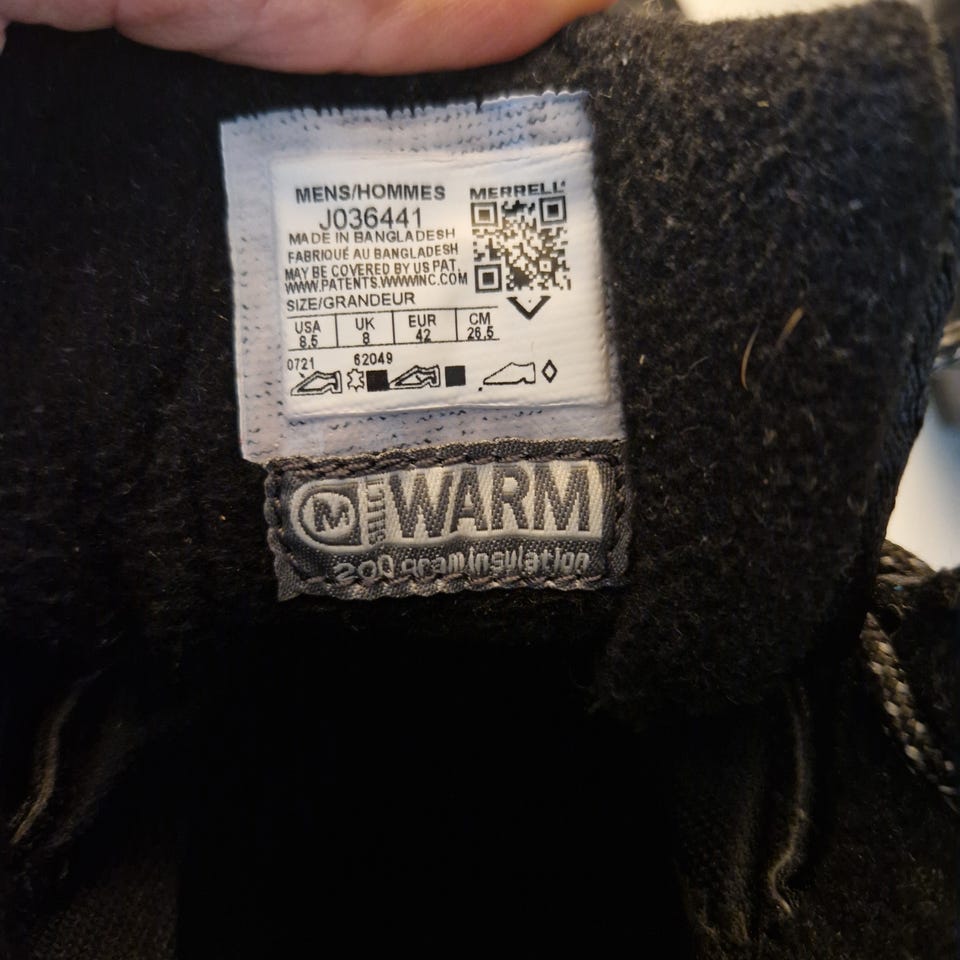 MENS/HOMMES
MERRELL
J036441
MADE IN BANGLADESH
FABRIQUÉ AU BANGLADESH
MAY BE COVERED BY US PAT.
WWW.PATENTS.WWWINC.COM
SIZE/GRANDEUR
USA UK EUR CM
8.5 8 42 26.5
0721 62049
M SELECT WARM
200 gram insulation